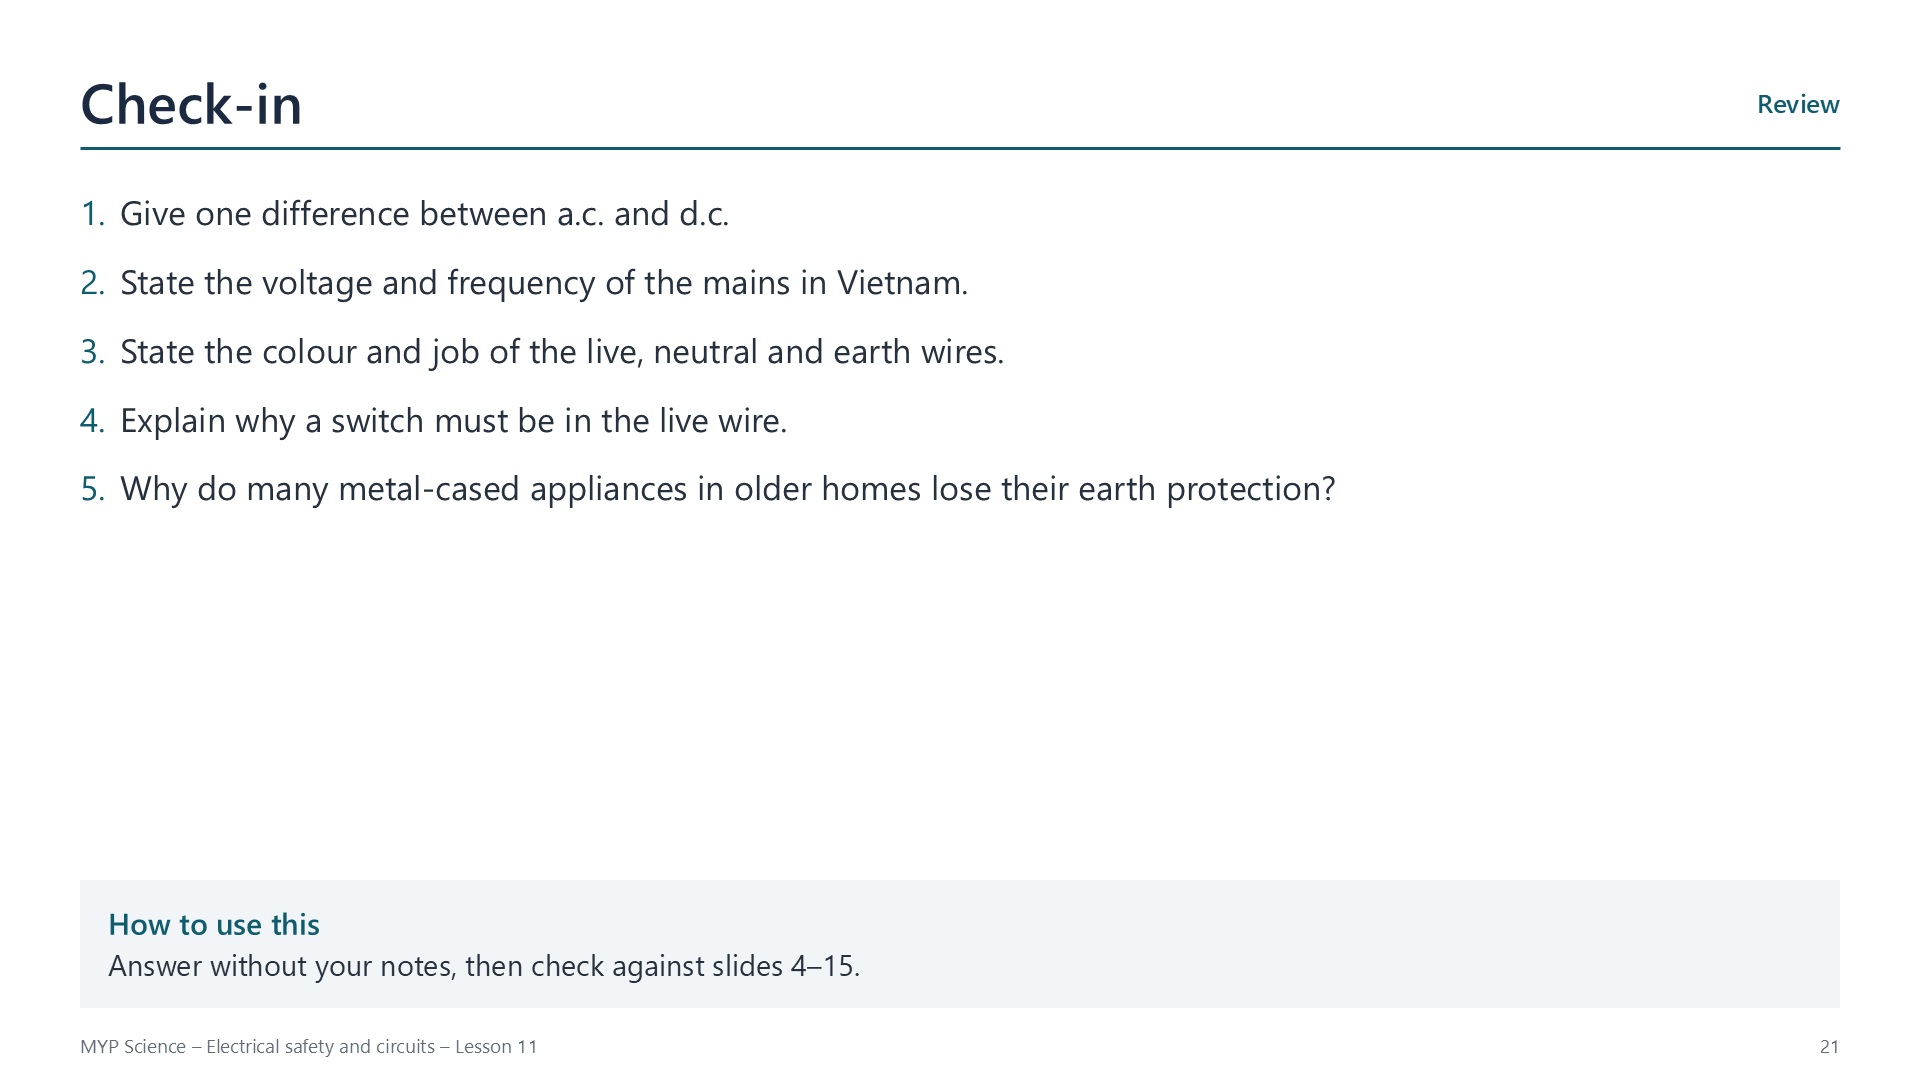 Check-in
Review
1. Give one difference between a.c. and d.c.
2. State the voltage and frequency of the mains in Vietnam.
3. State the colour and job of the live, neutral and earth wires.
4. Explain why a switch must be in the live wire.
5. Why do many metal-cased appliances in older homes lose their earth protection?
How to use this
Answer without your notes, then check against slides 4–15.
MYP Science – Electrical safety and circuits – Lesson 11
21